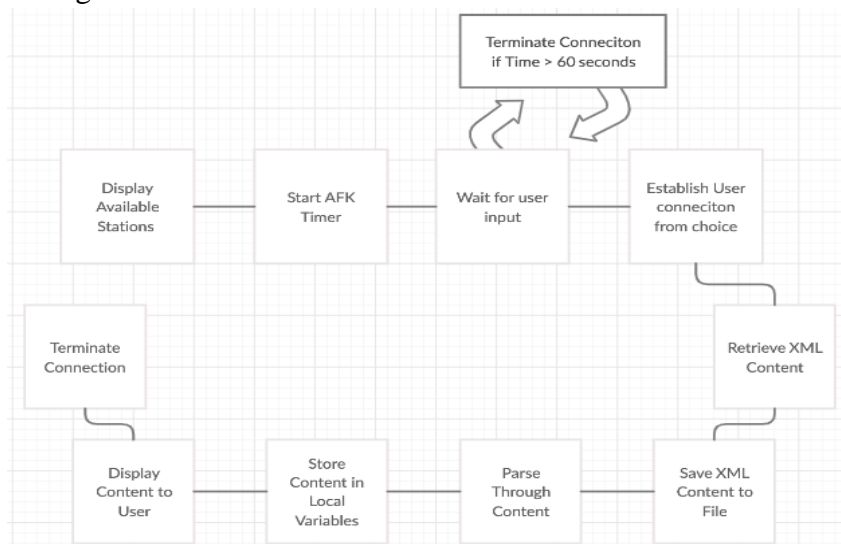 Terminate Conneciton
if Time > 60 seconds
Display
Available
Stations
Start AFK
Timer
Wait for user
input
Establish User
conneciton
from choice
Retrieve XML
Content
Save XML
Content to
File
Parse
Through
Content
Store
Content in
Local
Variables
Display
Content to
User
Terminate
Connection